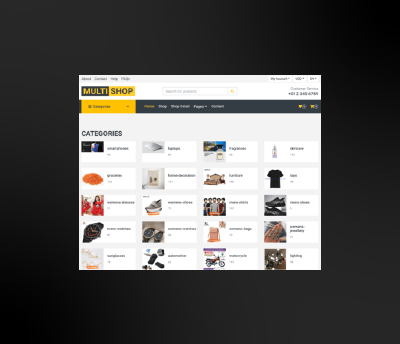 About Contact Help FAQs
My Account USD EN
MULTI SHOP
Search for products
Customer Service
+012 345 6789
Categories
Home Shop Shop Detail Pages Contact
CATEGORIES
smartphones
laptops
fragrances
skincare
groceries
home-decoration
furniture
tops
womens-dresses
womens-shoes
mens-shirts
mens-shoes
mens-watches
womens-watches
womens-bags
womens-jewellery
sunglasses
automotive
motorcycle
lighting